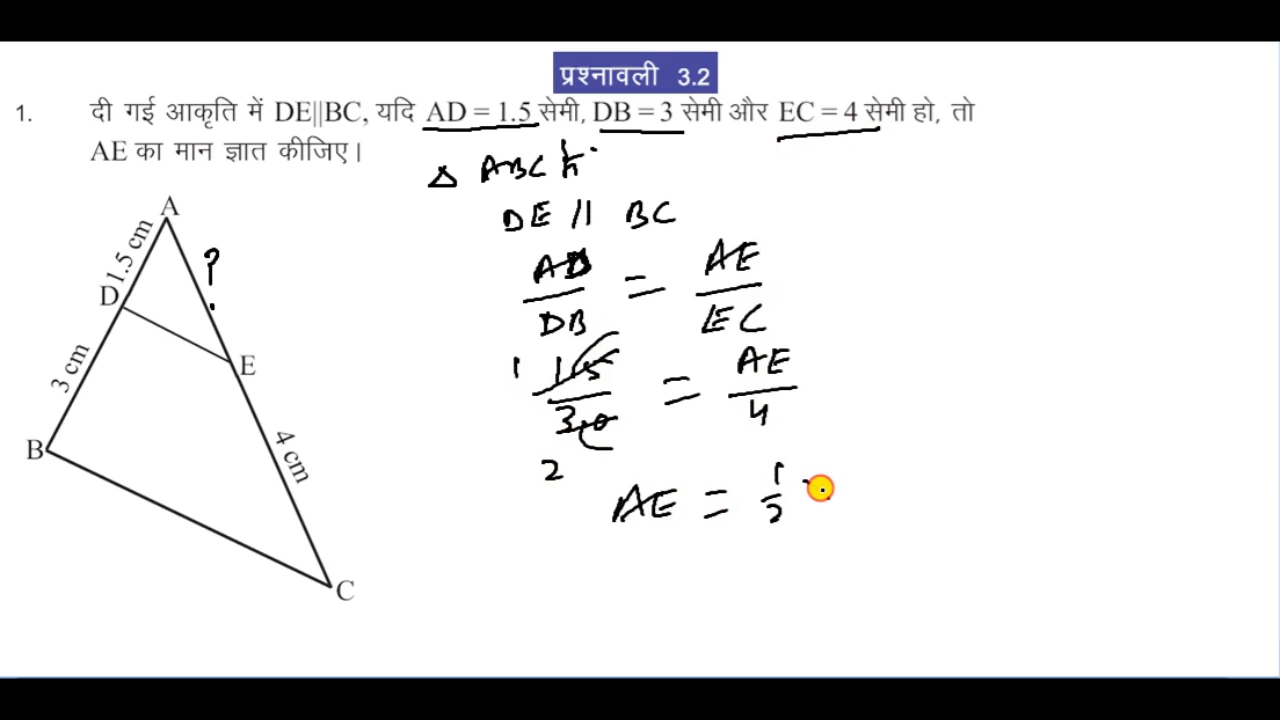 प्रश्नावली 3.2
1. दी गई आकृति में DE||BC, यदि AD = 1.5 सेमी, DB = 3 सेमी और EC = 4 सेमी हो, तो
AE का मान ज्ञात कीजिए।
Δ ABC में
DE || BC
AD/DB = AE/EC
1 1.5/3.0 = AE/4
2
AE = 1/2 ×
A
1.5 cm
?
D
3 cm
E
B
4 cm
C